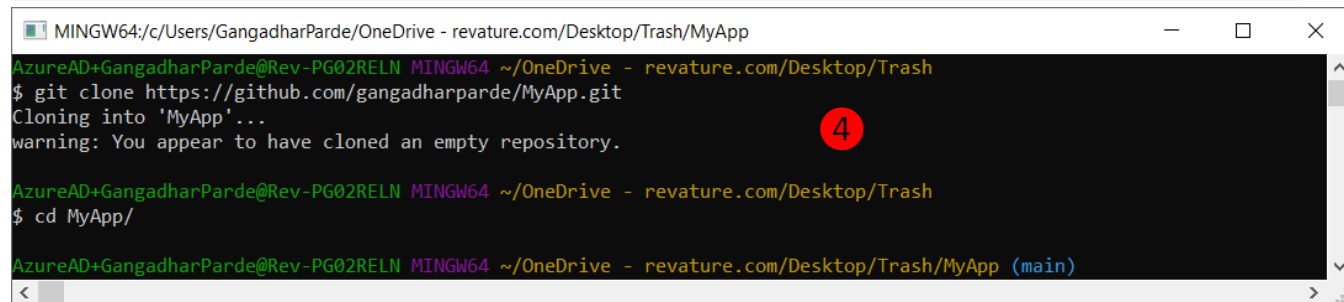 MINGW64:/c/Users/GangadharParde/OneDrive - revature.com/Desktop/Trash/MyApp
AzureAD+GangadharParde@Rev-PG02RELN MINGW64 ~/OneDrive - revature.com/Desktop/Trash
$ git clone https://github.com/gangadharparde/MyApp.git
Cloning into 'MyApp'...
4
warning: You appear to have cloned an empty repository.
AzureAD+GangadharParde@Rev-PG02RELN MINGW64 ~/OneDrive - revature.com/Desktop/Trash
$ cd MyApp/
AzureAD+GangadharParde@Rev-PG02RELN MINGW64 ~/OneDrive - revature.com/Desktop/Trash/MyApp (main)